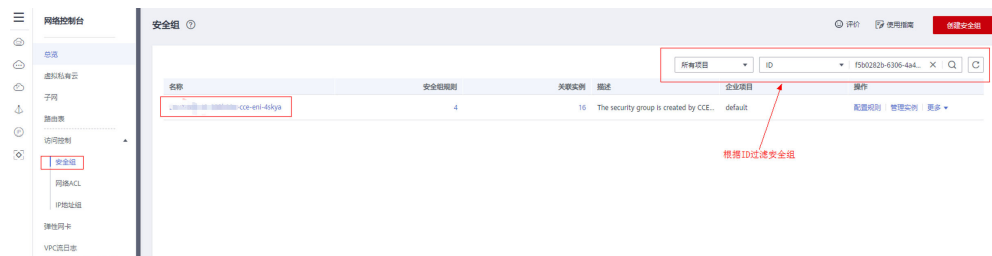 网络控制台
安全组
评价
使用指南
创建安全组
总览
虚拟私有云
子网
路由表
访问控制
安全组
网络ACL
IP地址组
弹性网卡
VPC流日志
所有项目
ID
f5b0282b-6306-4a4...
名称 安全组规则 关联实例 描述 企业项目 操作
-cce-eni-4skya 4 16 The security group is created by CCE... default 配置规则 管理实例 更多
根据ID过滤安全组